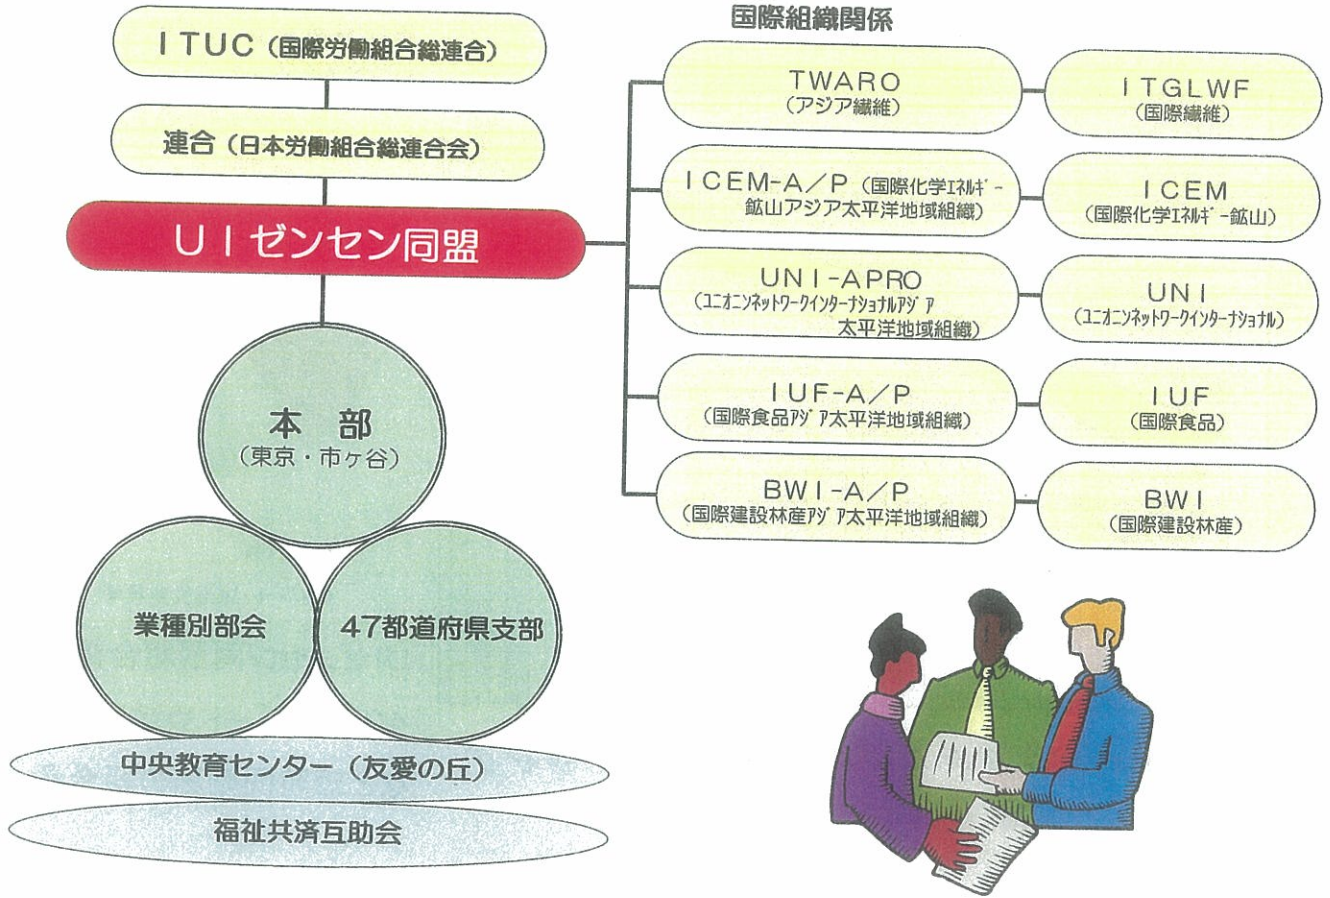 ITUC（国際労働組合総連合）
連合（日本労働組合総連合会）
UIゼンセン同盟
本　部
（東京・市ヶ谷）
業種別部会
47都道府県支部
中央教育センター（友愛の丘）
福祉共済互助会
国際組織関係
TWARO
（アジア繊維）
ITGLWF
（国際繊維）
ICEM-A／P（国際化学ｴﾈﾙｷﾞｰ
鉱山アジア太平洋地域組織）
ICEM
（国際化学ｴﾈﾙｷﾞｰ鉱山）
UNI-APRO
（ﾕﾆｵﾝﾈｯﾄﾜｰｸｲﾝﾀｰﾅｼｮﾅﾙｱｼﾞｱ
太平洋地域組織）
UNI
（ﾕﾆｵﾝﾈｯﾄﾜｰｸｲﾝﾀｰﾅｼｮﾅﾙ）
IUF-A／P
（国際食品ｱｼﾞｱ太平洋地域組織）
IUF
（国際食品）
BWI-A／P
（国際建設林産ｱｼﾞｱ太平洋地域組織）
BWI
（国際建設林産）